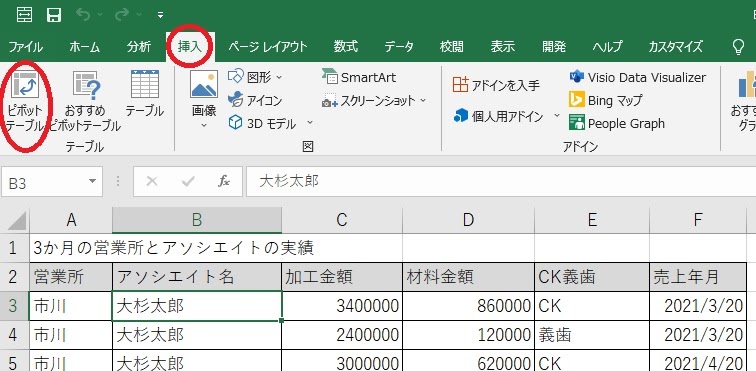 ファイル ホーム 分析 挿入 ページ レイアウト 数式 データ 校閲 表示 開発 ヘルプ カスタマイズ
ピボット
テーブル
おすすめ
ピボットテーブル
テーブル
テーブル
画像
図形
アイコン
3D モデル
SmartArt
スクリーンショット
図
アドインを入手
個人用アドイン
Visio Data Visualizer
Bing マップ
People Graph
アドイン
おす
グラ
B3 fx 大杉太郎
A B C D E F
1 3か月の営業所とアソシエイトの実績
2 営業所 アソシエイト名 加工金額 材料金額 CK義歯 売上年月
3 市川 大杉太郎 3400000 860000 CK 2021/3/20
4 市川 大杉太郎 2400000 120000 義歯 2021/3/20
5 市川 大杉太郎 3000000 620000 CK 2021/4/20